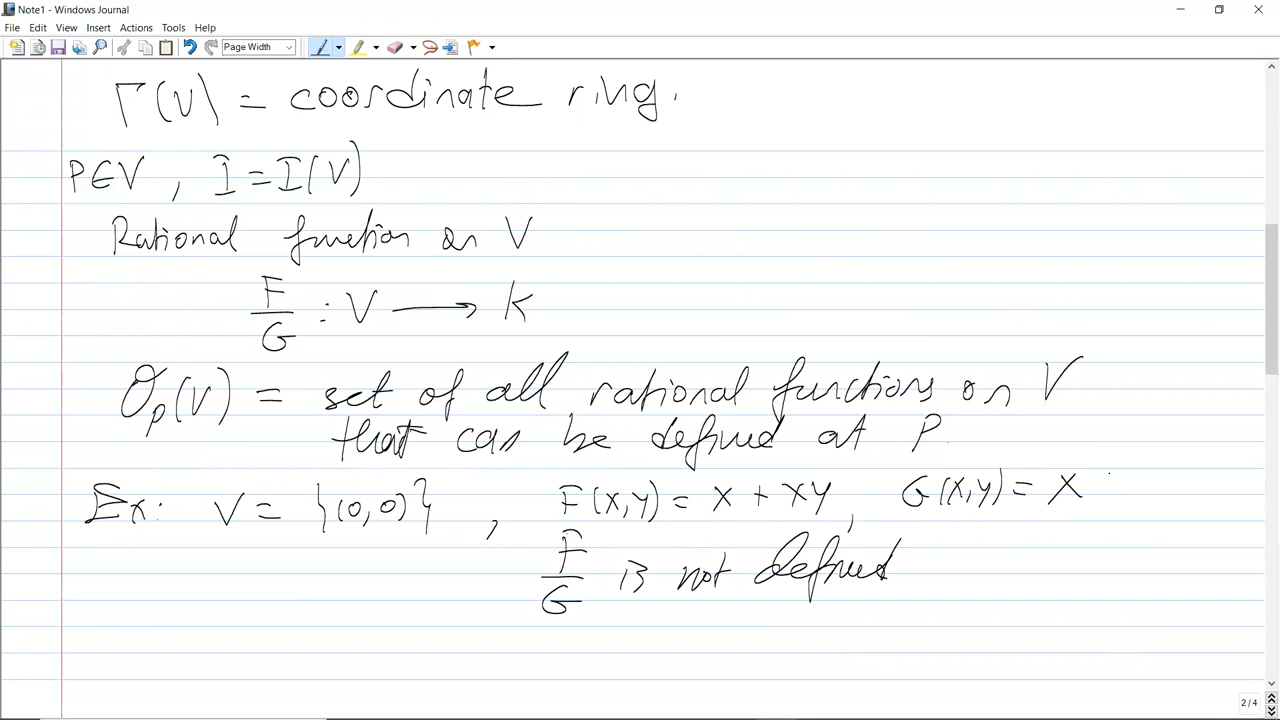 Note1 - Windows Journal
File Edit View Insert Actions Tools Help
Page Width
Γ(V) = coordinate ring.
P∈V , I = I(V)
Rational function on V
F/G : V ⟶ K
𝒪_P(V) = set of all rational functions on V
that can be defined at P.
Ex: V = {(0,0)} , F(X,Y) = X + XY , G(X,Y) = X
F/G is not defined
2/4